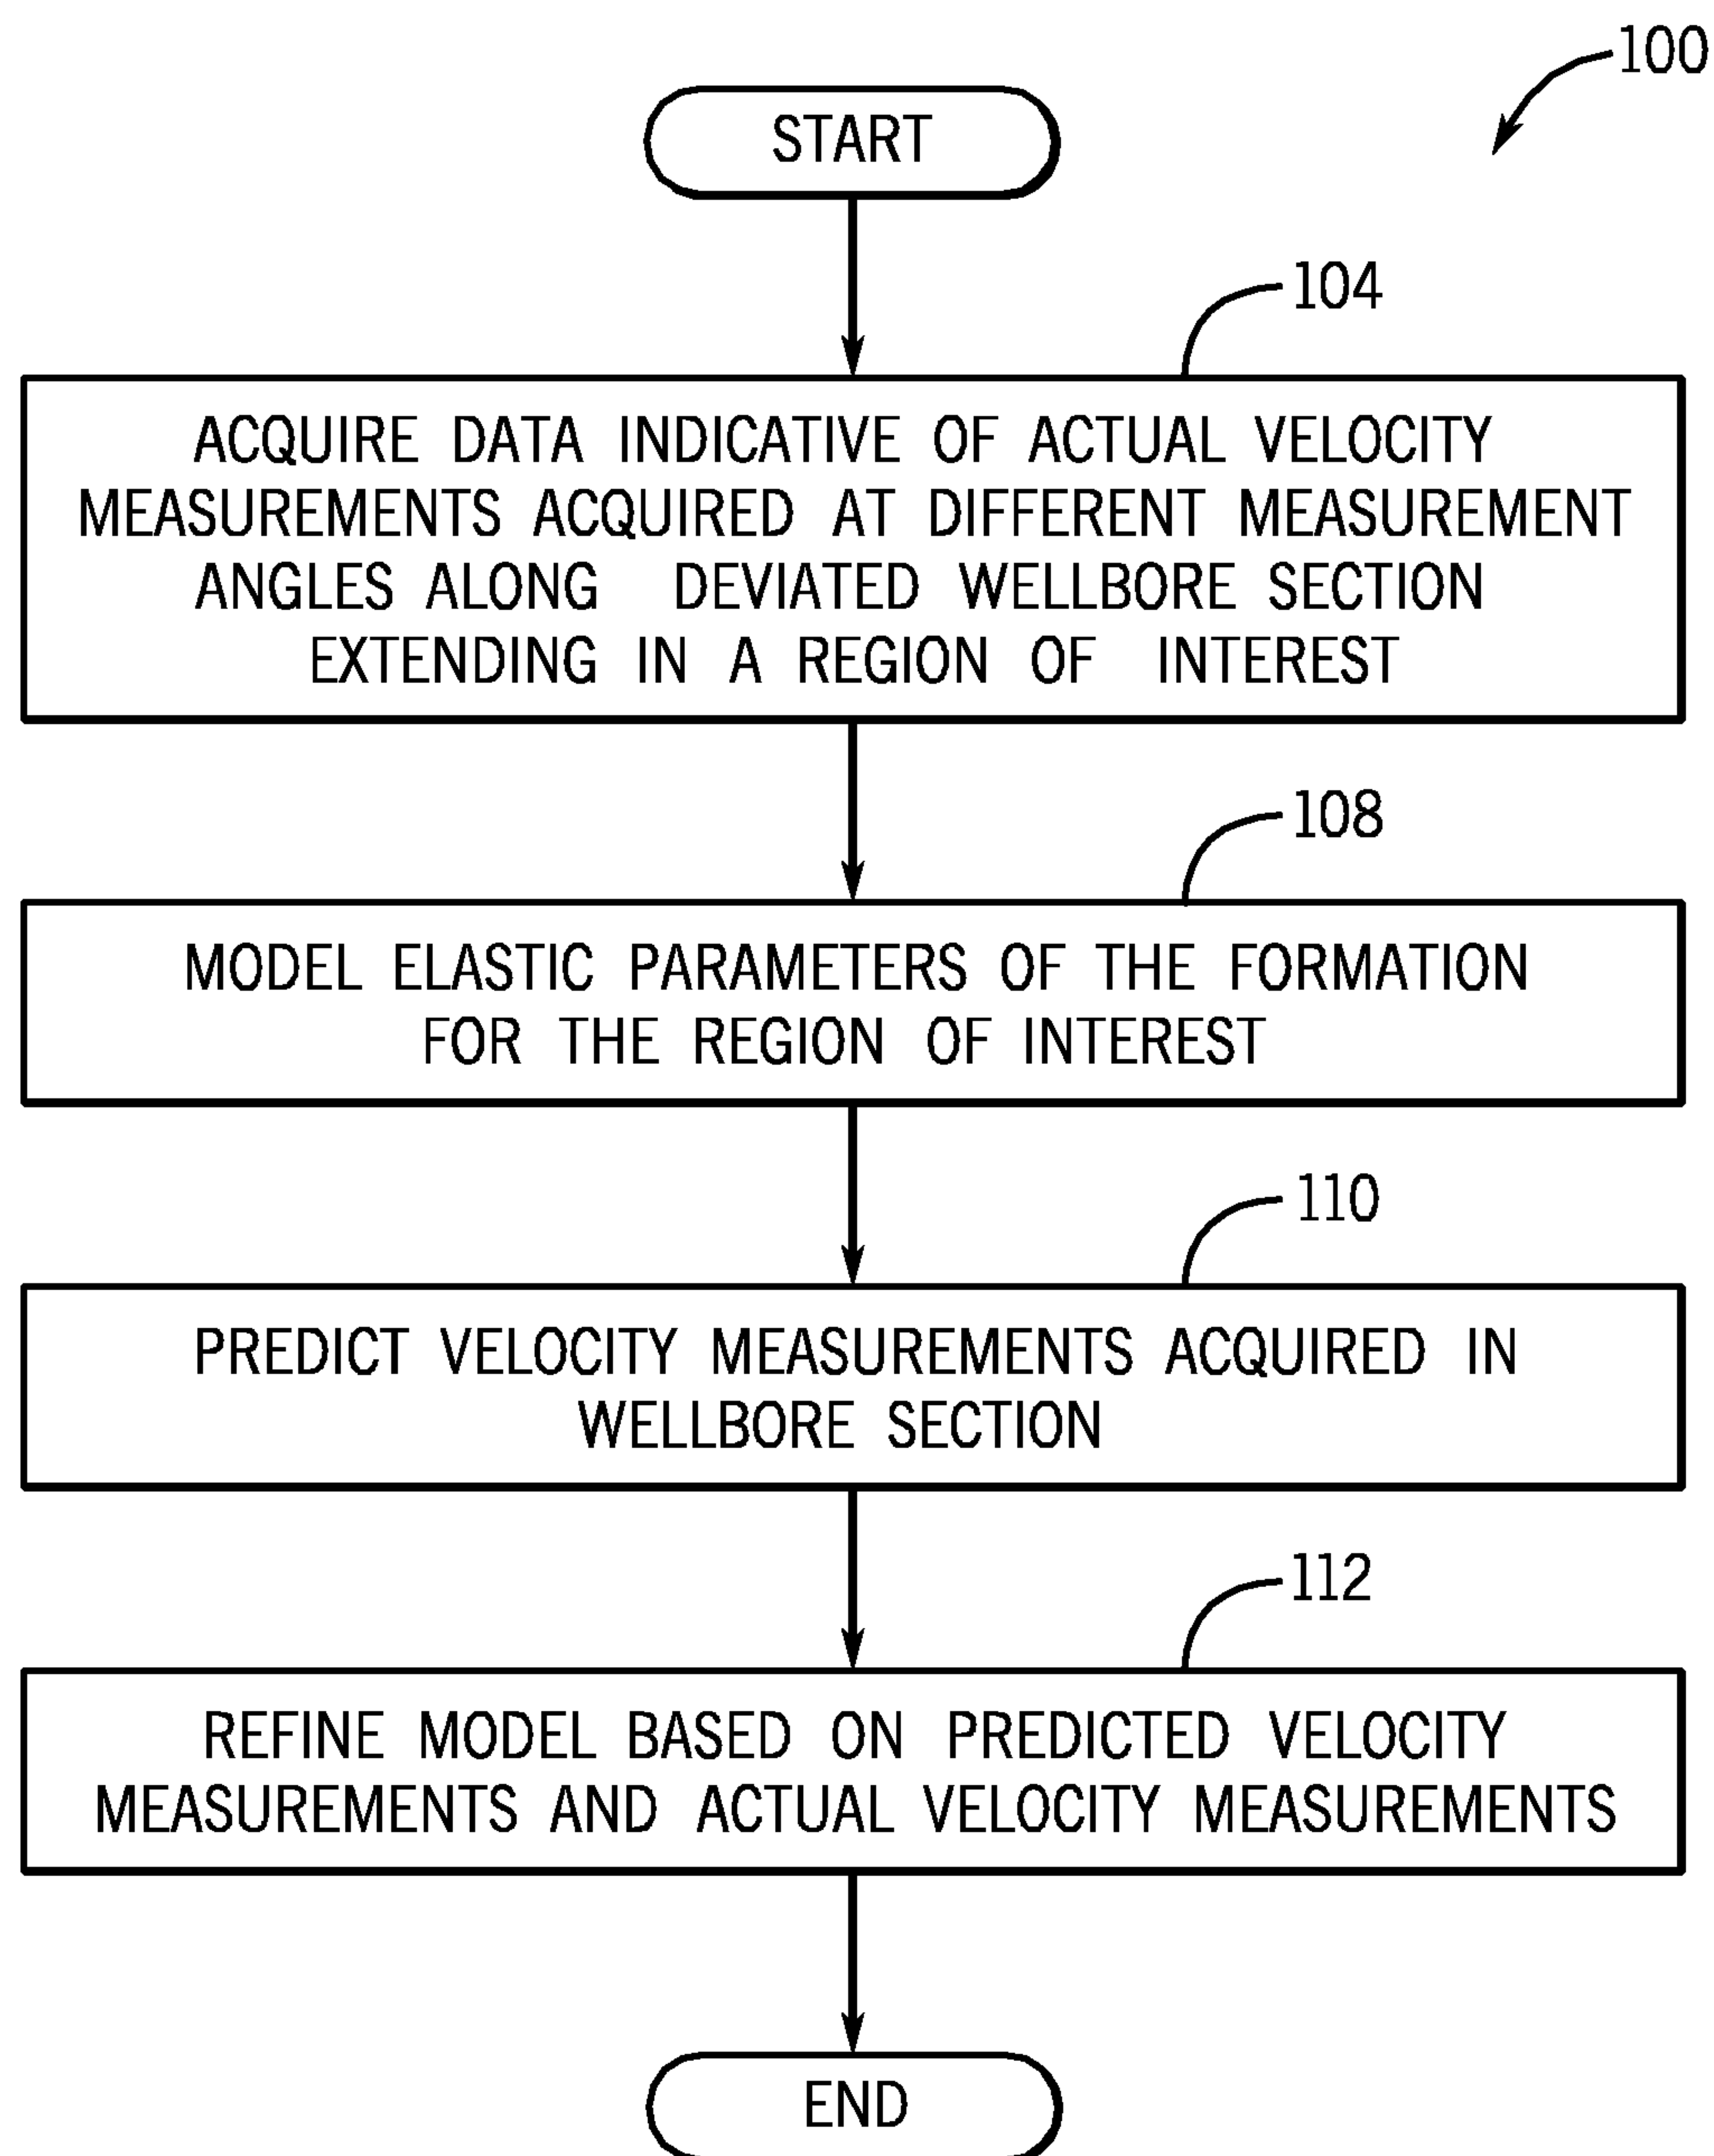 100
START
104
ACQUIRE DATA INDICATIVE OF ACTUAL VELOCITY
MEASUREMENTS ACQUIRED AT DIFFERENT MEASUREMENT
ANGLES ALONG DEVIATED WELLBORE SECTION
EXTENDING IN A REGION OF INTEREST
108
MODEL ELASTIC PARAMETERS OF THE FORMATION
FOR THE REGION OF INTEREST
110
PREDICT VELOCITY MEASUREMENTS ACQUIRED IN
WELLBORE SECTION
112
REFINE MODEL BASED ON PREDICTED VELOCITY
MEASUREMENTS AND ACTUAL VELOCITY MEASUREMENTS
END